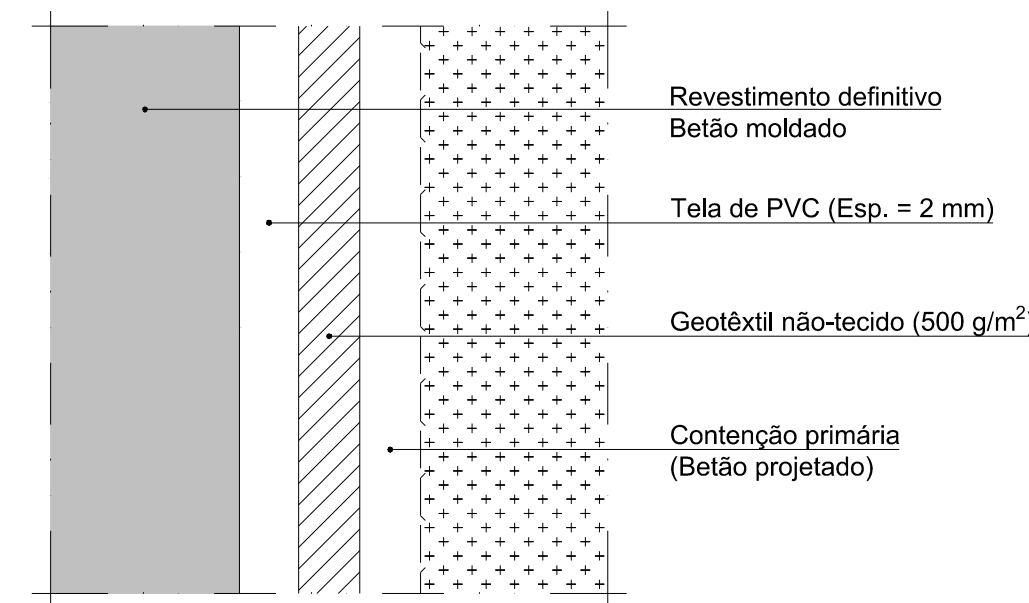 Revestimento definitivo
Betão moldado
Tela de PVC (Esp. = 2 mm)
Geotêxtil não-tecido (500 g/m²)
Contenção primária
(Betão projetado)